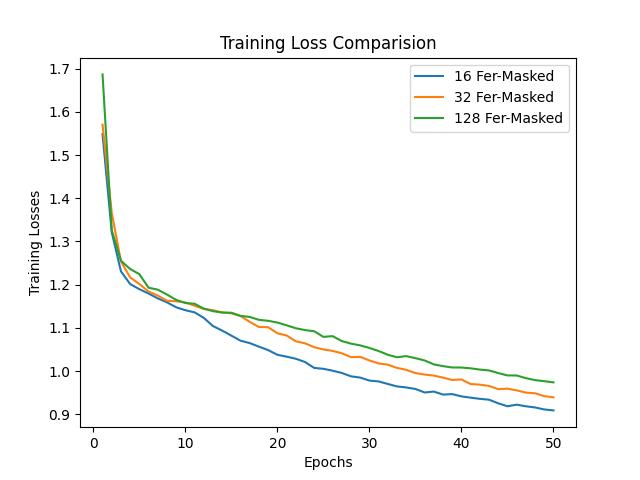 Training Loss Comparision
16 Fer-Masked
32 Fer-Masked
128 Fer-Masked
Training Losses
1.7
1.6
1.5
1.4
1.3
1.2
1.1
1.0
0.9
0 10 20 30 40 50
Epochs